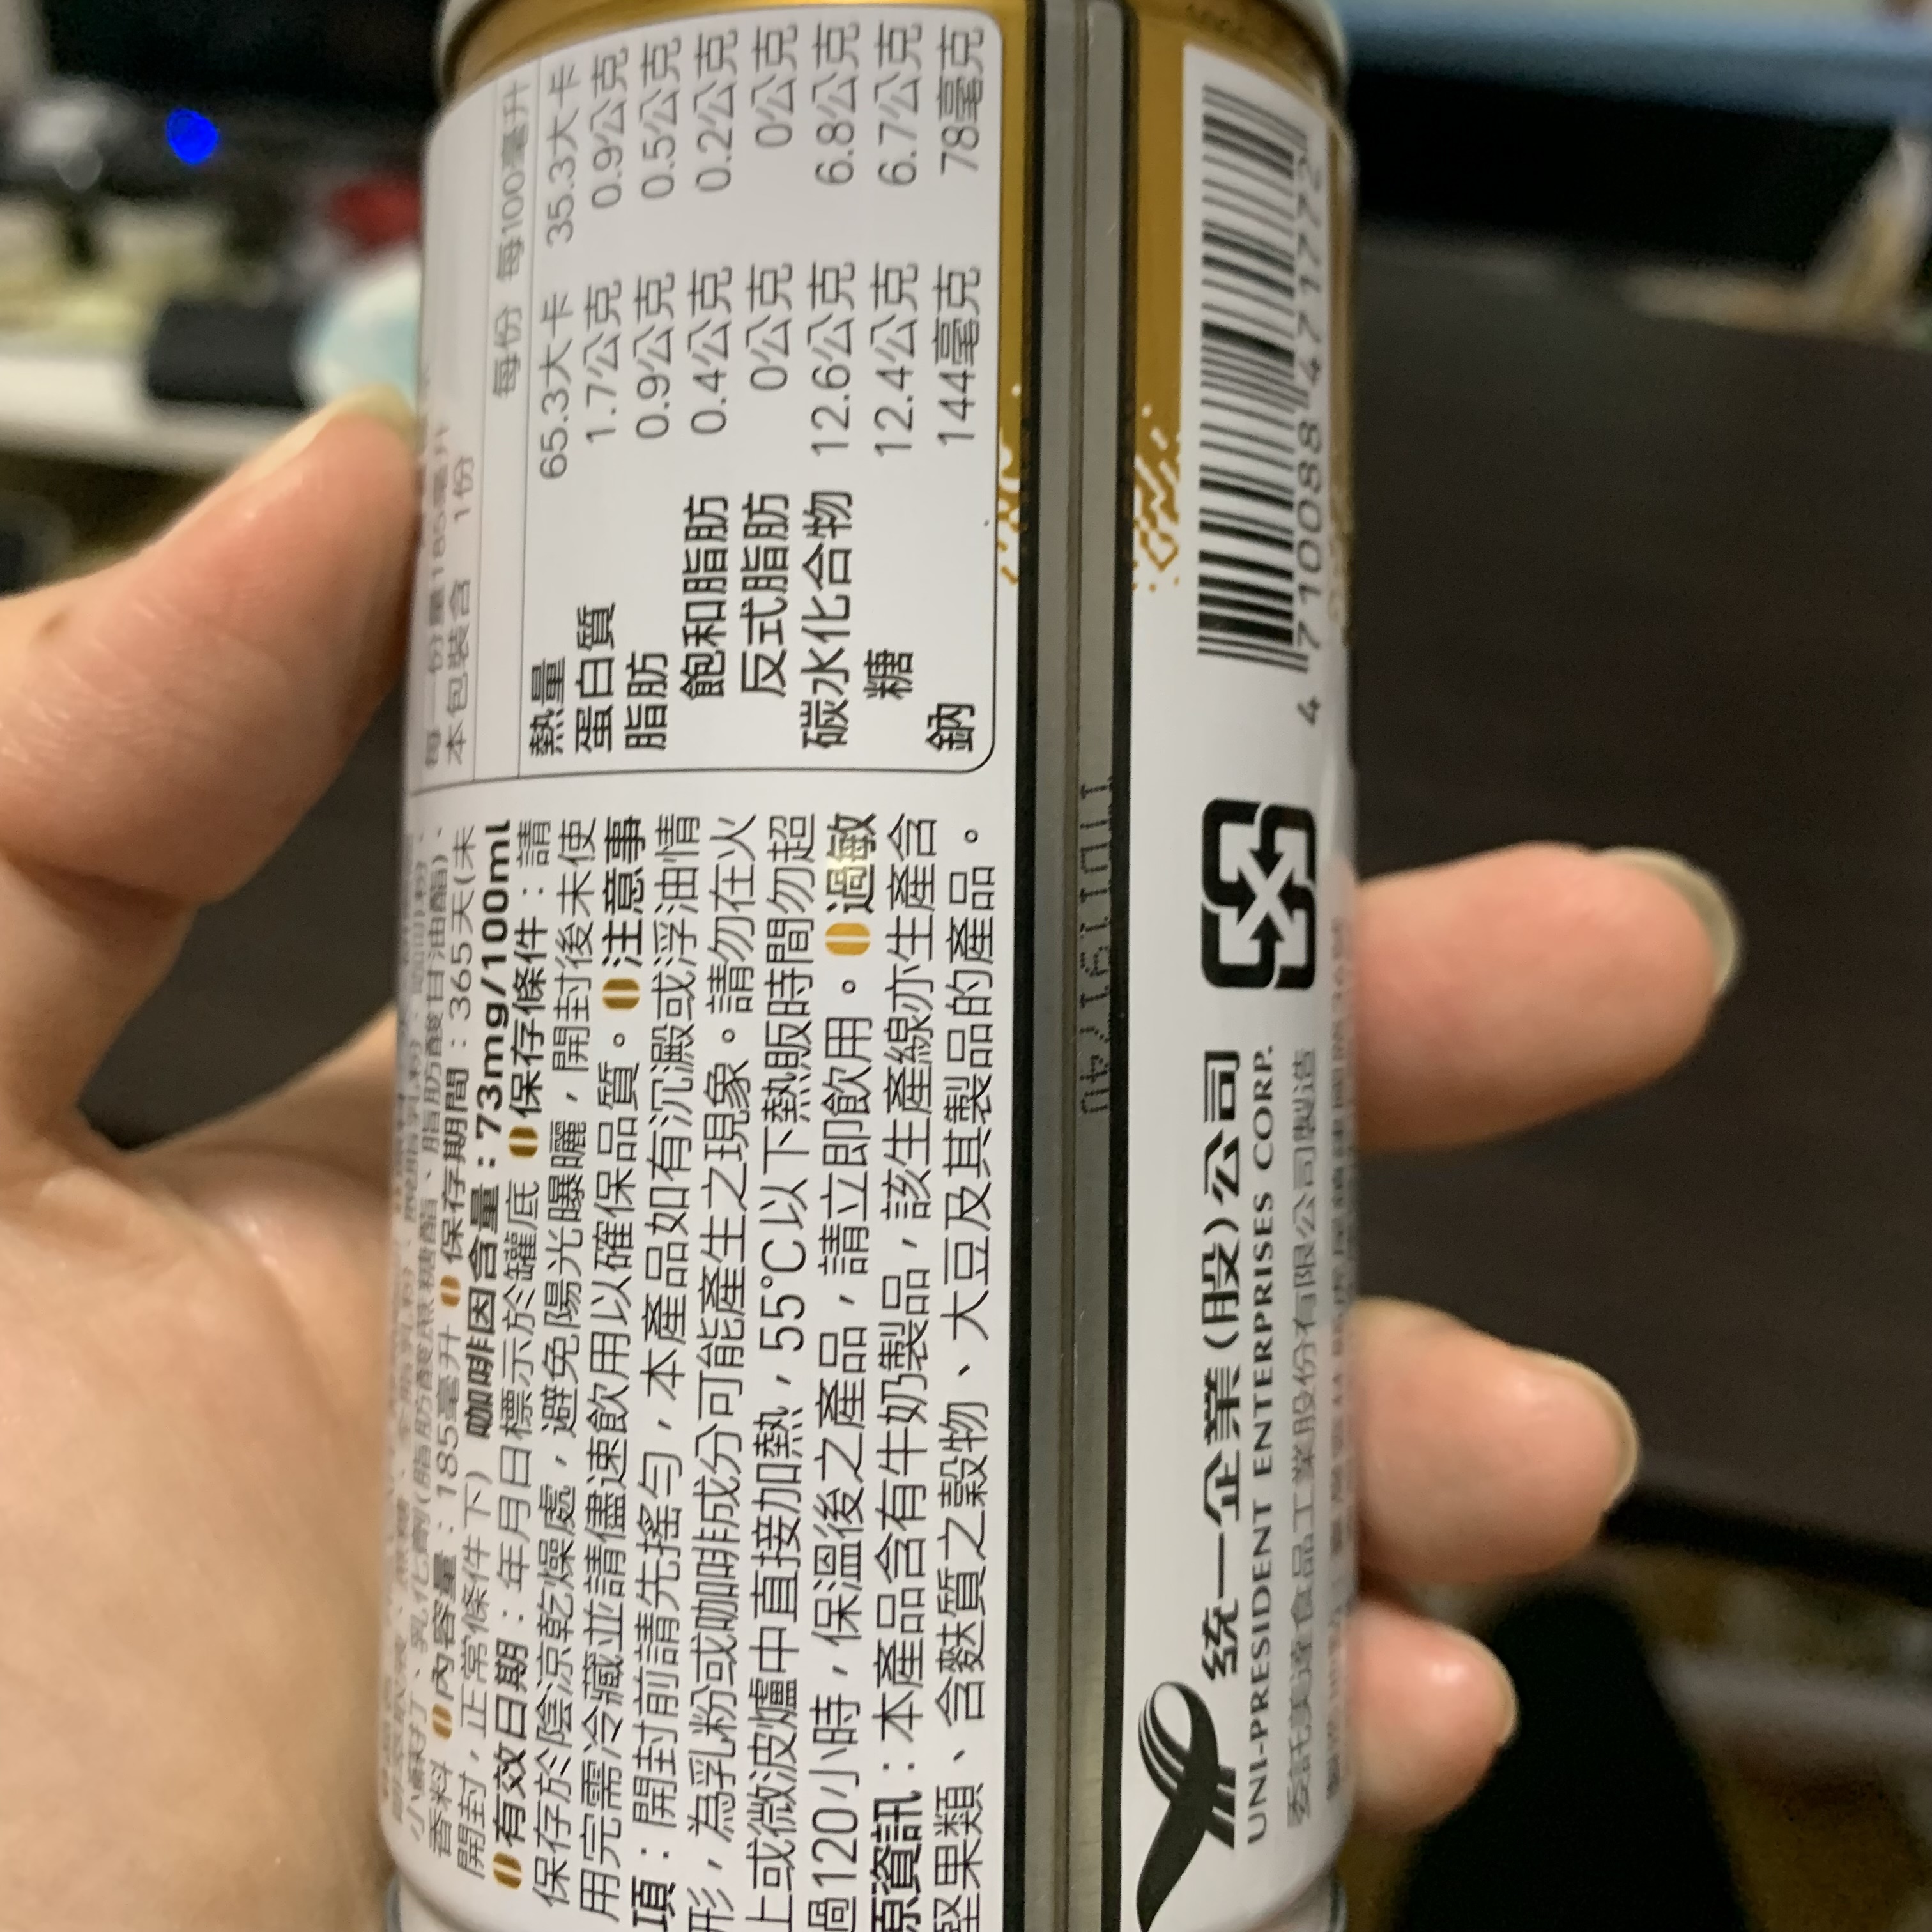 每一份量185毫升
本包裝含 1份
每份 每100毫升
熱量 65.3大卡 35.3大卡
蛋白質 1.7公克 0.9公克
脂肪 0.9公克 0.5公克
飽和脂肪 0.4公克 0.2公克
反式脂肪 0公克 0公克
碳水化合物 12.6公克 6.8公克
糖 12.4公克 6.7公克
鈉 144毫克 78毫克
香料 內容量:185毫升 保存期間:365天(未
開封,正常條件下) 咖啡因含量:73mg/100ml
有效日期:年月日標示於罐底 保存條件:請
保存於陰涼乾燥處,避免陽光曝曬,開封後未使
用完需冷藏並請儘速飲用以確保品質。 注意事
項:開封前請先搖勻,本產品如有沉澱或浮油情
形,為乳粉或咖啡成分可能產生之現象。請勿在火
上或微波爐中直接加熱,55°C以下熱販時間勿超
過120小時,保溫後之產品,請立即飲用。 過敏
原資訊:本產品含有牛奶製品,該生產線亦生產含
堅果類、含麩質之穀物、大豆及其製品的產品。
4 710088 471772
統一企業(股)公司
UNI-PRESIDENT ENTERPRISES CORP.
委託美達食品工業股份有限公司製造